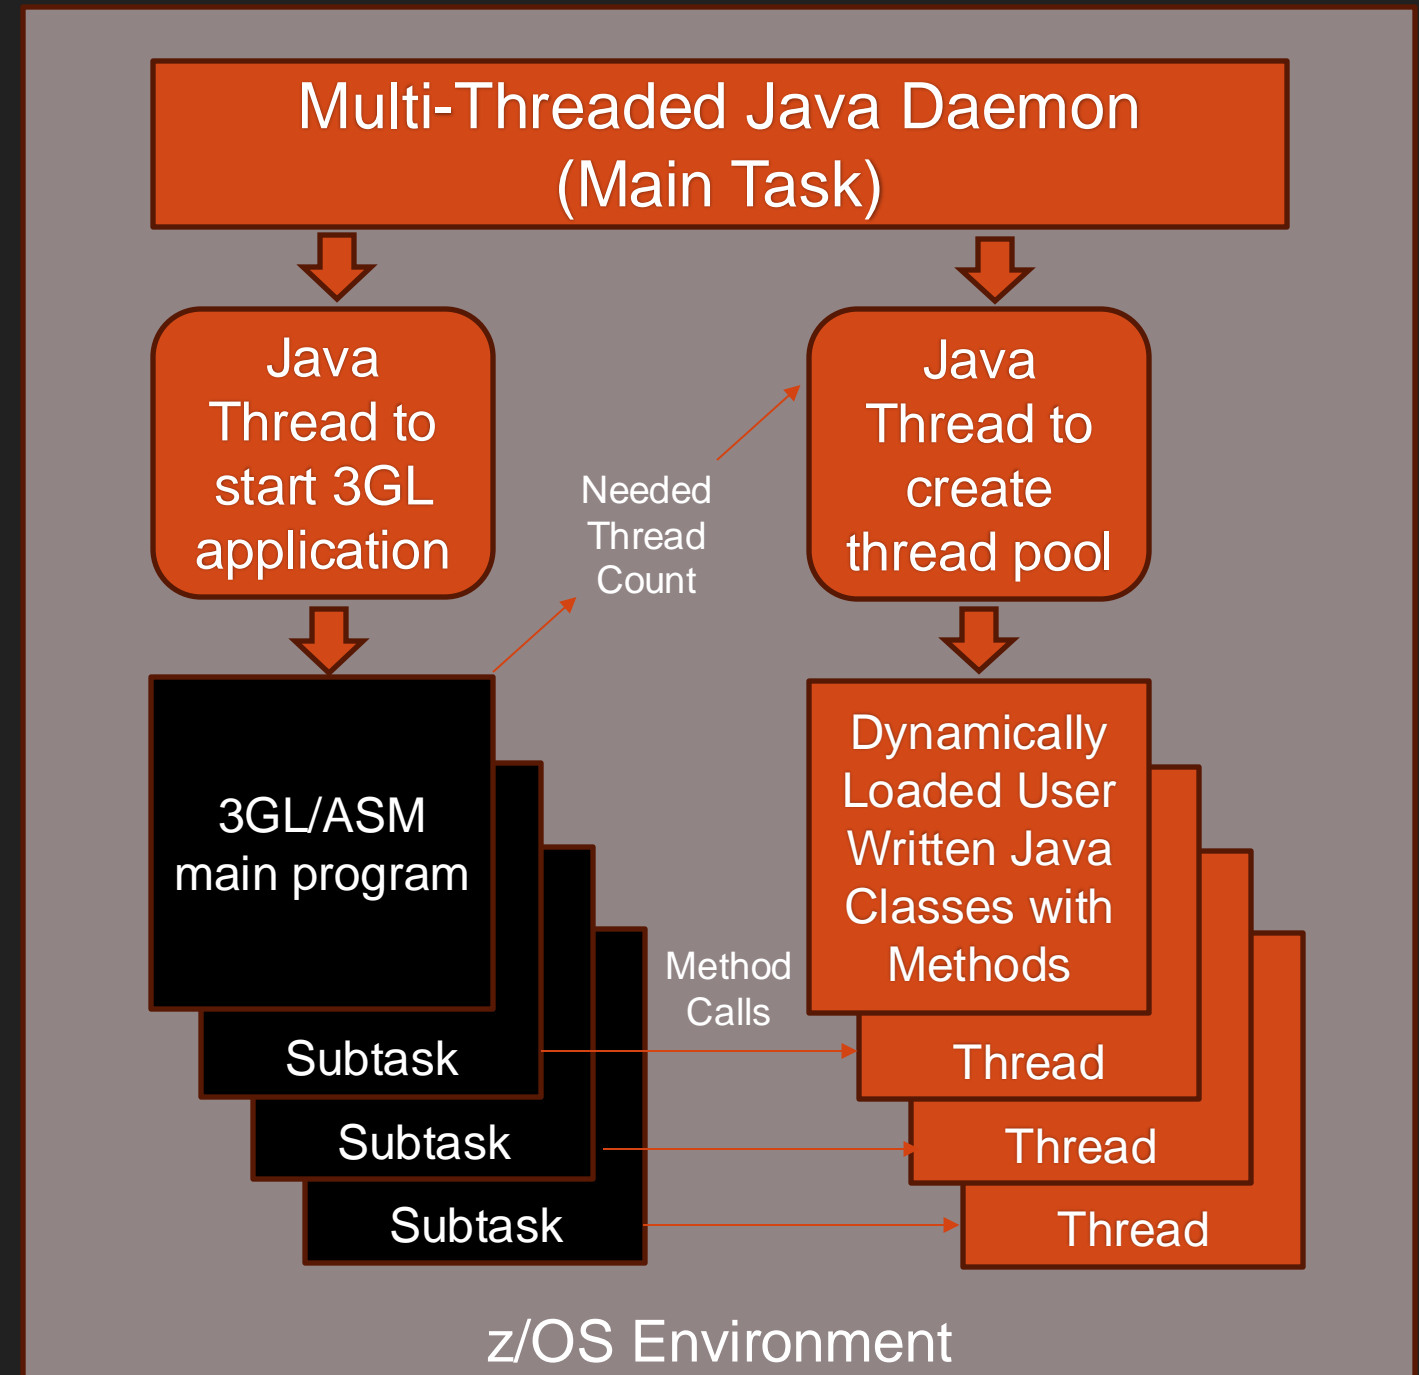 Multi-Threaded Java Daemon
(Main Task)
Java
Thread to
start 3GL
application
Needed
Thread
Count
Java
Thread to
create
thread pool
3GL/ASM
main program
Subtask
Subtask
Subtask
Method
Calls
Dynamically
Loaded User
Written Java
Classes with
Methods
Thread
Thread
Thread
z/OS Environment